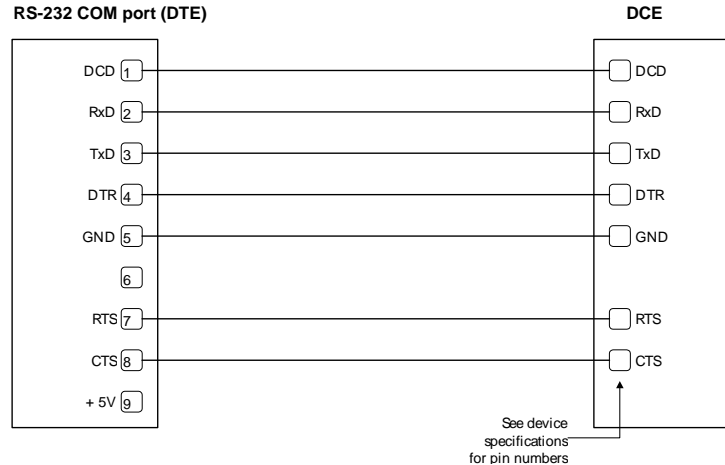 RS-232 COM port (DTE) DCE
DCD 1 DCD
RxD 2 RxD
TxD 3 TxD
DTR 4 DTR
GND 5 GND
6
RTS 7 RTS
CTS 8 CTS
+ 5V 9
See device
specifications
for pin numbers